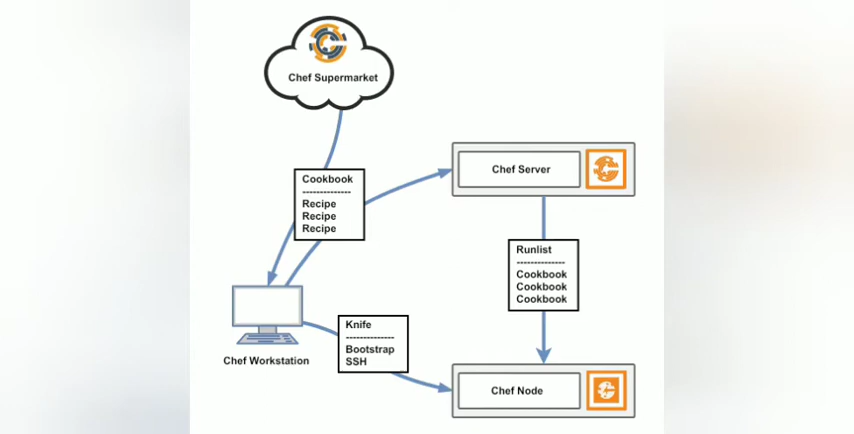 Chef Supermarket
Cookbook
--------------
Recipe
Recipe
Recipe
Chef Server
Runlist
--------------
Cookbook
Cookbook
Cookbook
Knife
--------------
Bootstrap
SSH
Chef Workstation
Chef Node